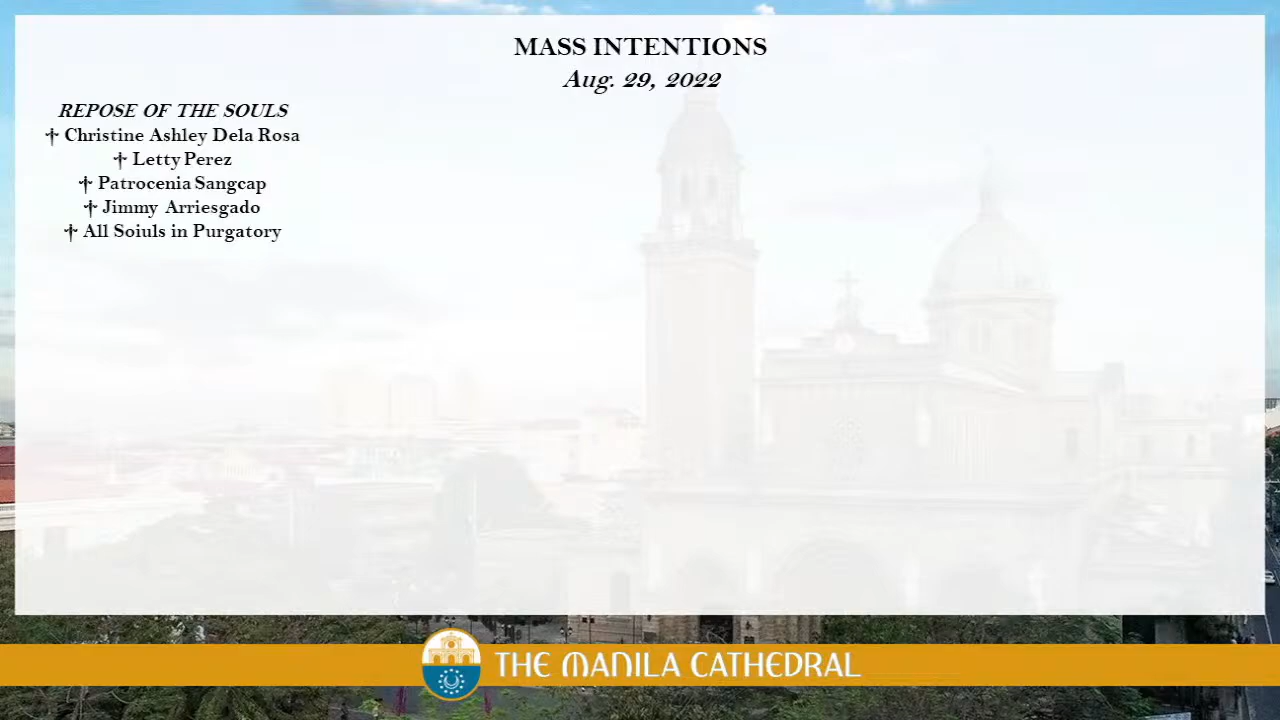 MASS INTENTIONS
Aug. 29, 2022
REPOSE OF THE SOULS
✝ Christine Ashley Dela Rosa
✝ Letty Perez
✝ Patrocenia Sangcap
✝ Jimmy Arriesgado
✝ All Soiuls in Purgatory
THE MANILA CATHEDRAL